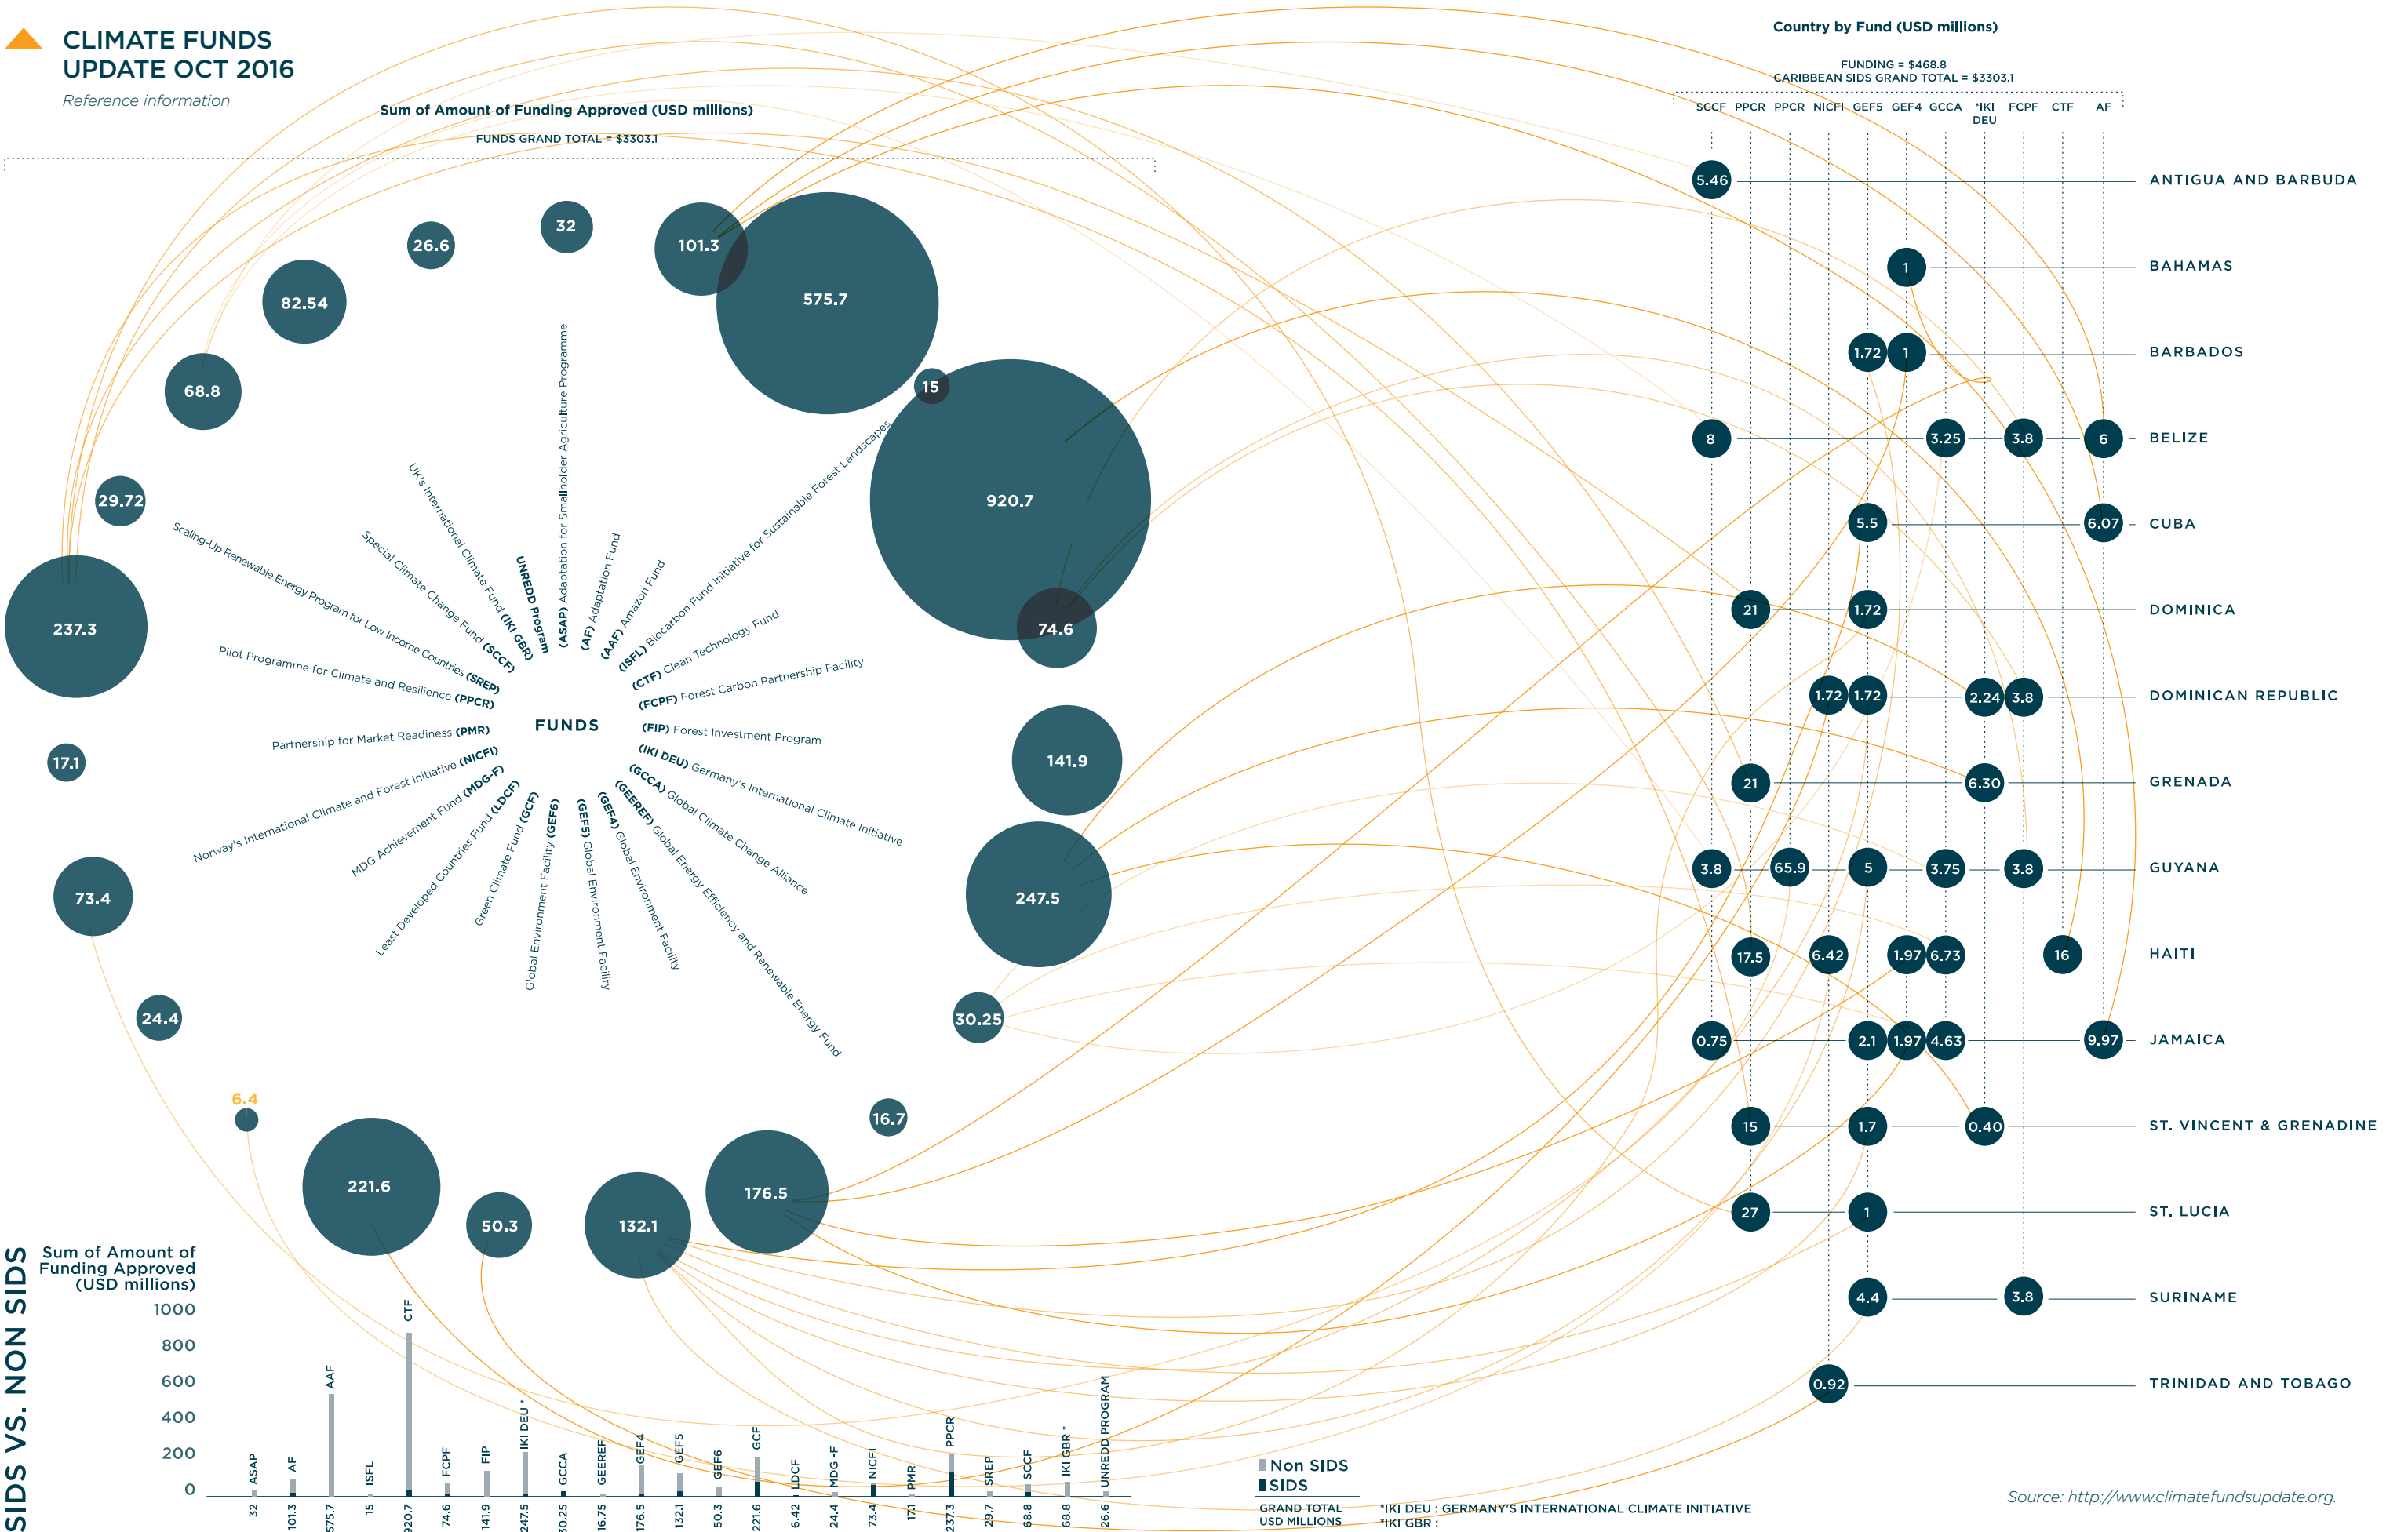 CLIMATE FUNDS
UPDATE OCT 2016
Reference information
Sum of Amount of Funding Approved (USD millions)
FUNDS GRAND TOTAL = $3303.1
32
101.3
575.7
15
920.7
74.6
141.9
247.5
30.25
16.7
176.5
132.1
50.3
221.6
6.4
24.4
73.4
17.1
237.3
29.72
68.8
82.54
26.6
FUNDS
(ASAP) Adaptation for Smallholder Agriculture Programme
(AF) Adaptation Fund
(AAF) Amazon Fund
(ISFL) Biocarbon Fund Initiative for Sustainable Forest Landscapes
(CTF) Clean Technology Fund
(FCPF) Forest Carbon Partnership Facility
(FIP) Forest Investment Program
(IKI DEU) Germany's International Climate Initiative
(GCCA) Global Climate Change Alliance
(GEEREF) Global Energy Efficiency and Renewable Energy Fund
(GEF4) Global Environment Facility
(GEF5) Global Environment Facility
Global Environment Facility (GEF6)
Green Climate Fund (GCF)
Least Developed Countries Fund (LDCF)
MDG Achievement Fund (MDG-F)
Norway's International Climate and Forest Initiative (NICFI)
Partnership for Market Readiness (PMR)
Pilot Programme for Climate and Resilience (PPCR)
Scaling-Up Renewable Energy Program for Low Income Countries (SREP)
Special Climate Change Fund (SCCF)
UK's International Climate Fund (IKI GBR)
UNREDD Program
Country by Fund (USD millions)
FUNDING = $468.8
CARIBBEAN SIDS GRAND TOTAL = $3303.1
SCCF PPCR PPCR NICFI GEF5 GEF4 GCCA *IKI FCPF CTF AF
DEU
5.46 ANTIGUA AND BARBUDA
1 BAHAMAS
1.72 1 BARBADOS
8 3.25 3.8 6 BELIZE
5.5 6.07 CUBA
21 1.72 DOMINICA
1.72 1.72 2.24 3.8 DOMINICAN REPUBLIC
21 6.30 GRENADA
3.8 65.9 5 3.75 3.8 GUYANA
17.5 6.42 1.97 6.73 16 HAITI
0.75 2.1 1.97 4.63 9.97 JAMAICA
15 1.7 0.40 ST. VINCENT & GRENADINE
27 1 ST. LUCIA
4.4 3.8 SURINAME
0.92 TRINIDAD AND TOBAGO
SIDS VS. NON SIDS
Sum of Amount of
Funding Approved
(USD millions)
1000
800
600
400
200
0
ASAP AF AAF ISFL CTF FCPF FIP IKI DEU * GCCA GEEREF GEF4 GEF5 GEF6 GCF LDCF MDG -F NICFI PMR PPCR SREP SCCF IKI GBR * UNREDD PROGRAM
32 101.3 575.7 15 920.7 74.6 141.9 247.5 30.25 16.75 176.5 132.1 50.3 221.6 6.42 24.4 73.4 17.1 237.3 29.7 68.8 68.8 26.6
Non SIDS
SIDS
GRAND TOTAL
USD MILLIONS
*IKI DEU : GERMANY'S INTERNATIONAL CLIMATE INITIATIVE
*IKI GBR :
Source: http://www.climatefundsupdate.org.